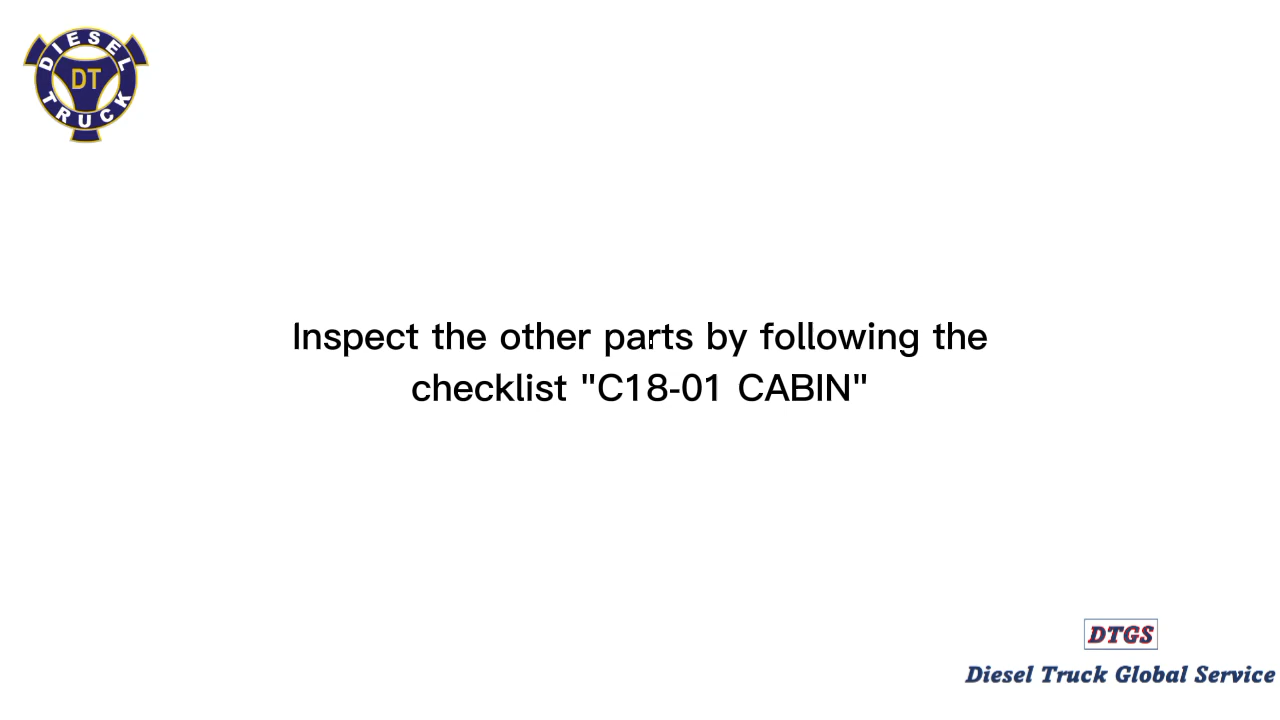 DIESEL
DT
TRUCK
Inspect the other parts by following the
checklist "C18-01 CABIN"
DTGS
Diesel Truck Global Service